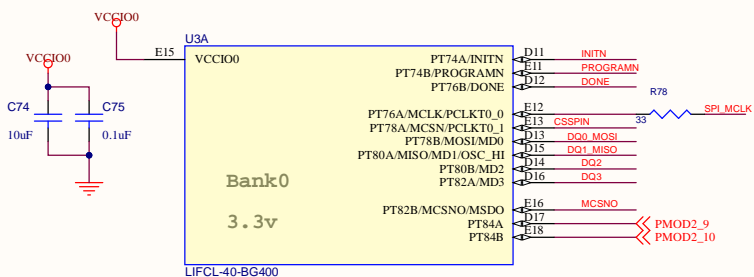 VCCIO0
U3A
E15
VCCIO0
D11
PT74A/INITN
INITN
VCCIO0
E11
PT74B/PROGRAMN
PROGRAMN
D12
PT76B/DONE
DONE
R78
C74
C75
E12
PT76A/MCLK/PCLKT0_0
SPI_MCLK
E13
PT78A/MCSN/PCLKT0_1
CSSPIN
33
10uF
0.1uF
D13
PT78B/MOSI/MD0
DQ0_MOSI
D15
PT80A/MISO/MD1/OSC_HI
DQ1_MISO
D14
PT80B/MD2
DQ2
D16
PT82A/MD3
DQ3
Bank0
E16
PT82B/MCSNO/MSDO
MCSNO
3.3v
D17
PT84A
PMOD2_9
E18
PT84B
PMOD2_10
LIFCL-40-BG400